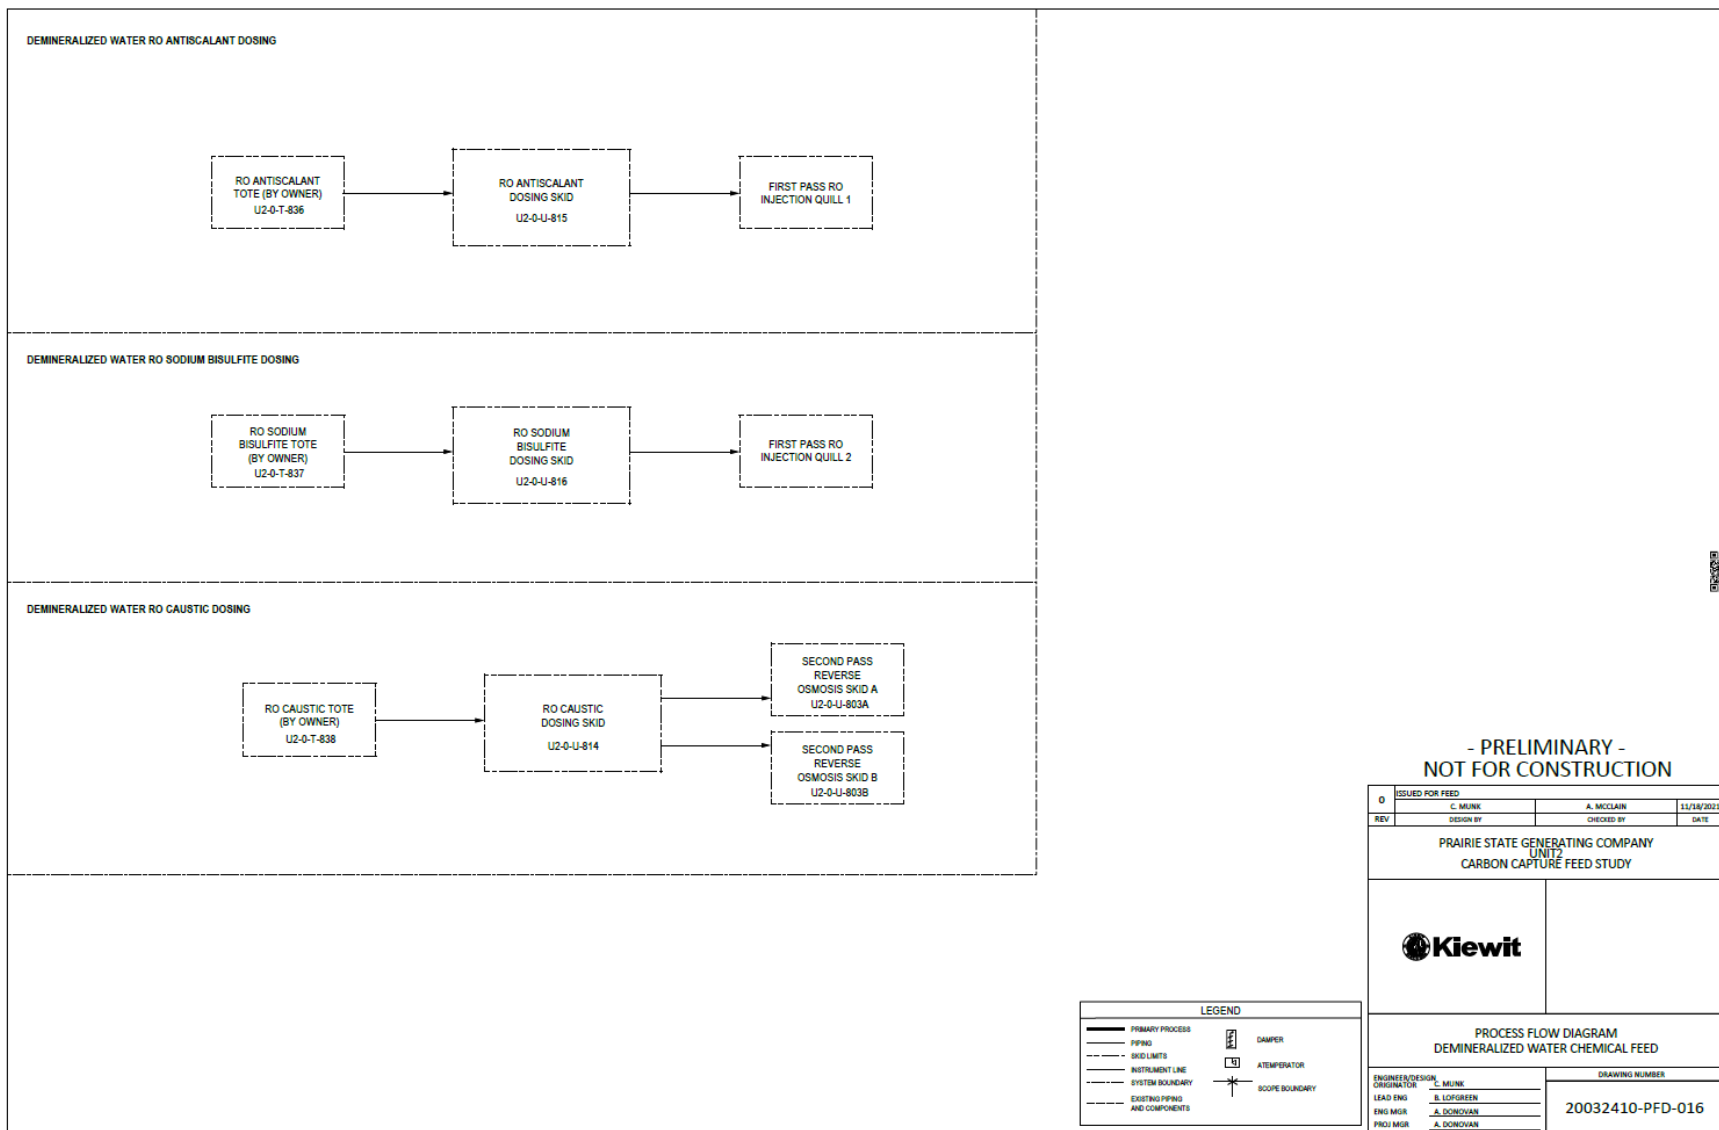 DEMINERALIZED WATER RO ANTISCALANT DOSING
RO ANTISCALANT
TOTE (BY OWNER)
U2-0-T-836
RO ANTISCALANT
DOSING SKID
U2-0-U-815
FIRST PASS RO
INJECTION QUILL 1
DEMINERALIZED WATER RO SODIUM BISULFITE DOSING
RO SODIUM
BISULFITE TOTE
(BY OWNER)
U2-0-T-837
RO SODIUM
BISULFITE
DOSING SKID
U2-0-U-816
FIRST PASS RO
INJECTION QUILL 2
DEMINERALIZED WATER RO CAUSTIC DOSING
RO CAUSTIC TOTE
(BY OWNER)
U2-0-T-838
RO CAUSTIC
DOSING SKID
U2-0-U-814
SECOND PASS
REVERSE
OSMOSIS SKID A
U2-0-U-803A
SECOND PASS
REVERSE
OSMOSIS SKID B
U2-0-U-803B
- PRELIMINARY -
NOT FOR CONSTRUCTION
0
ISSUED FOR FEED
C. MUNK
A. MCCLAIN
11/18/2021
REV
DESIGN BY
CHECKED BY
DATE
PRAIRIE STATE GENERATING COMPANY
UNIT2
CARBON CAPTURE FEED STUDY
Kiewit
PROCESS FLOW DIAGRAM
DEMINERALIZED WATER CHEMICAL FEED
ENGINEER/DESIGN
ORIGINATOR C. MUNK
LEAD ENG B. LOFGREEN
ENG MGR A. DONOVAN
PROJ MGR A. DONOVAN
DRAWING NUMBER
20032410-PFD-016
LEGEND
PRIMARY PROCESS
PIPING
SKID LIMITS
INSTRUMENT LINE
SYSTEM BOUNDARY
EXISTING PIPING
AND COMPONENTS
DAMPER
ATEMPERATOR
SCOPE BOUNDARY